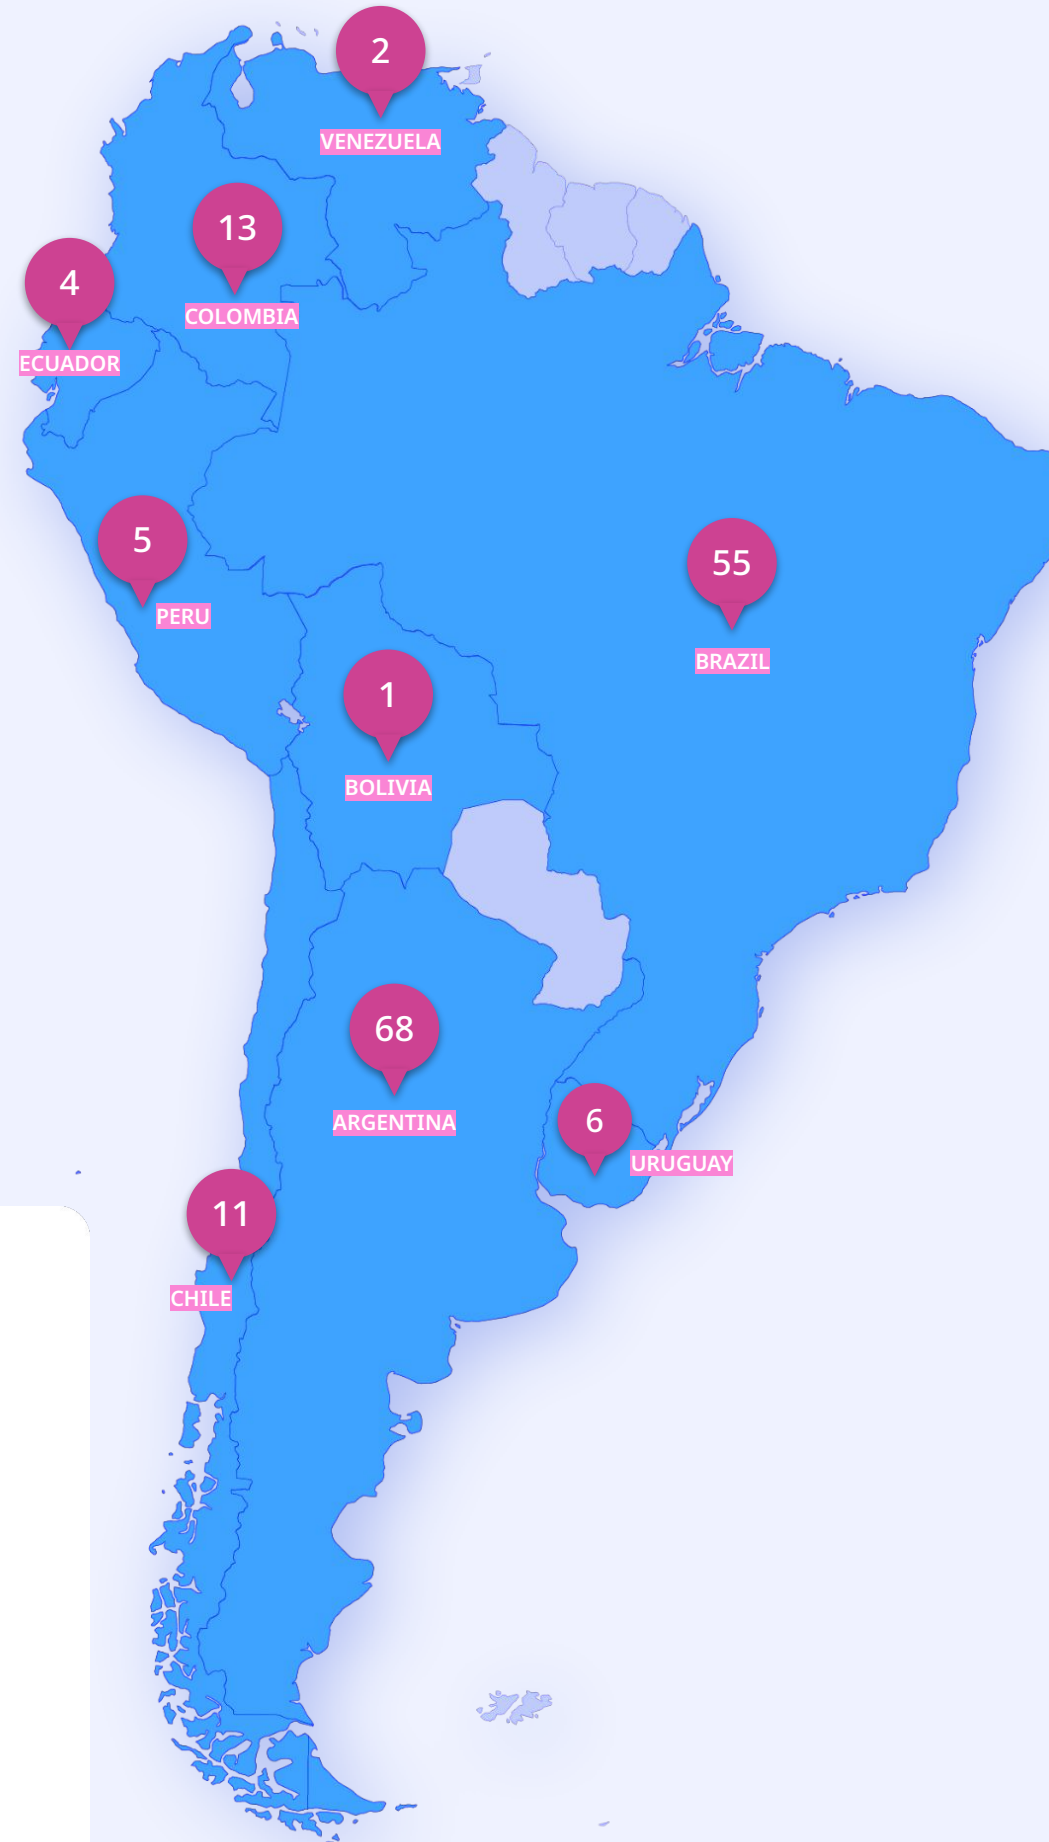 2
VENEZUELA
13
COLOMBIA
4
ECUADOR
5
PERU
55
BRAZIL
1
BOLIVIA
68
ARGENTINA
6
URUGUAY
11
CHILE